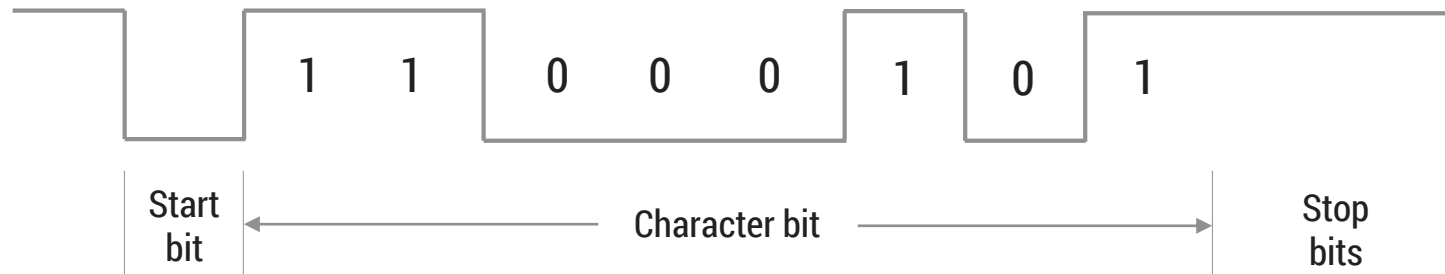 1 1 0 0 0 1 0 1
Start
bit
Character bit
Stop
bits